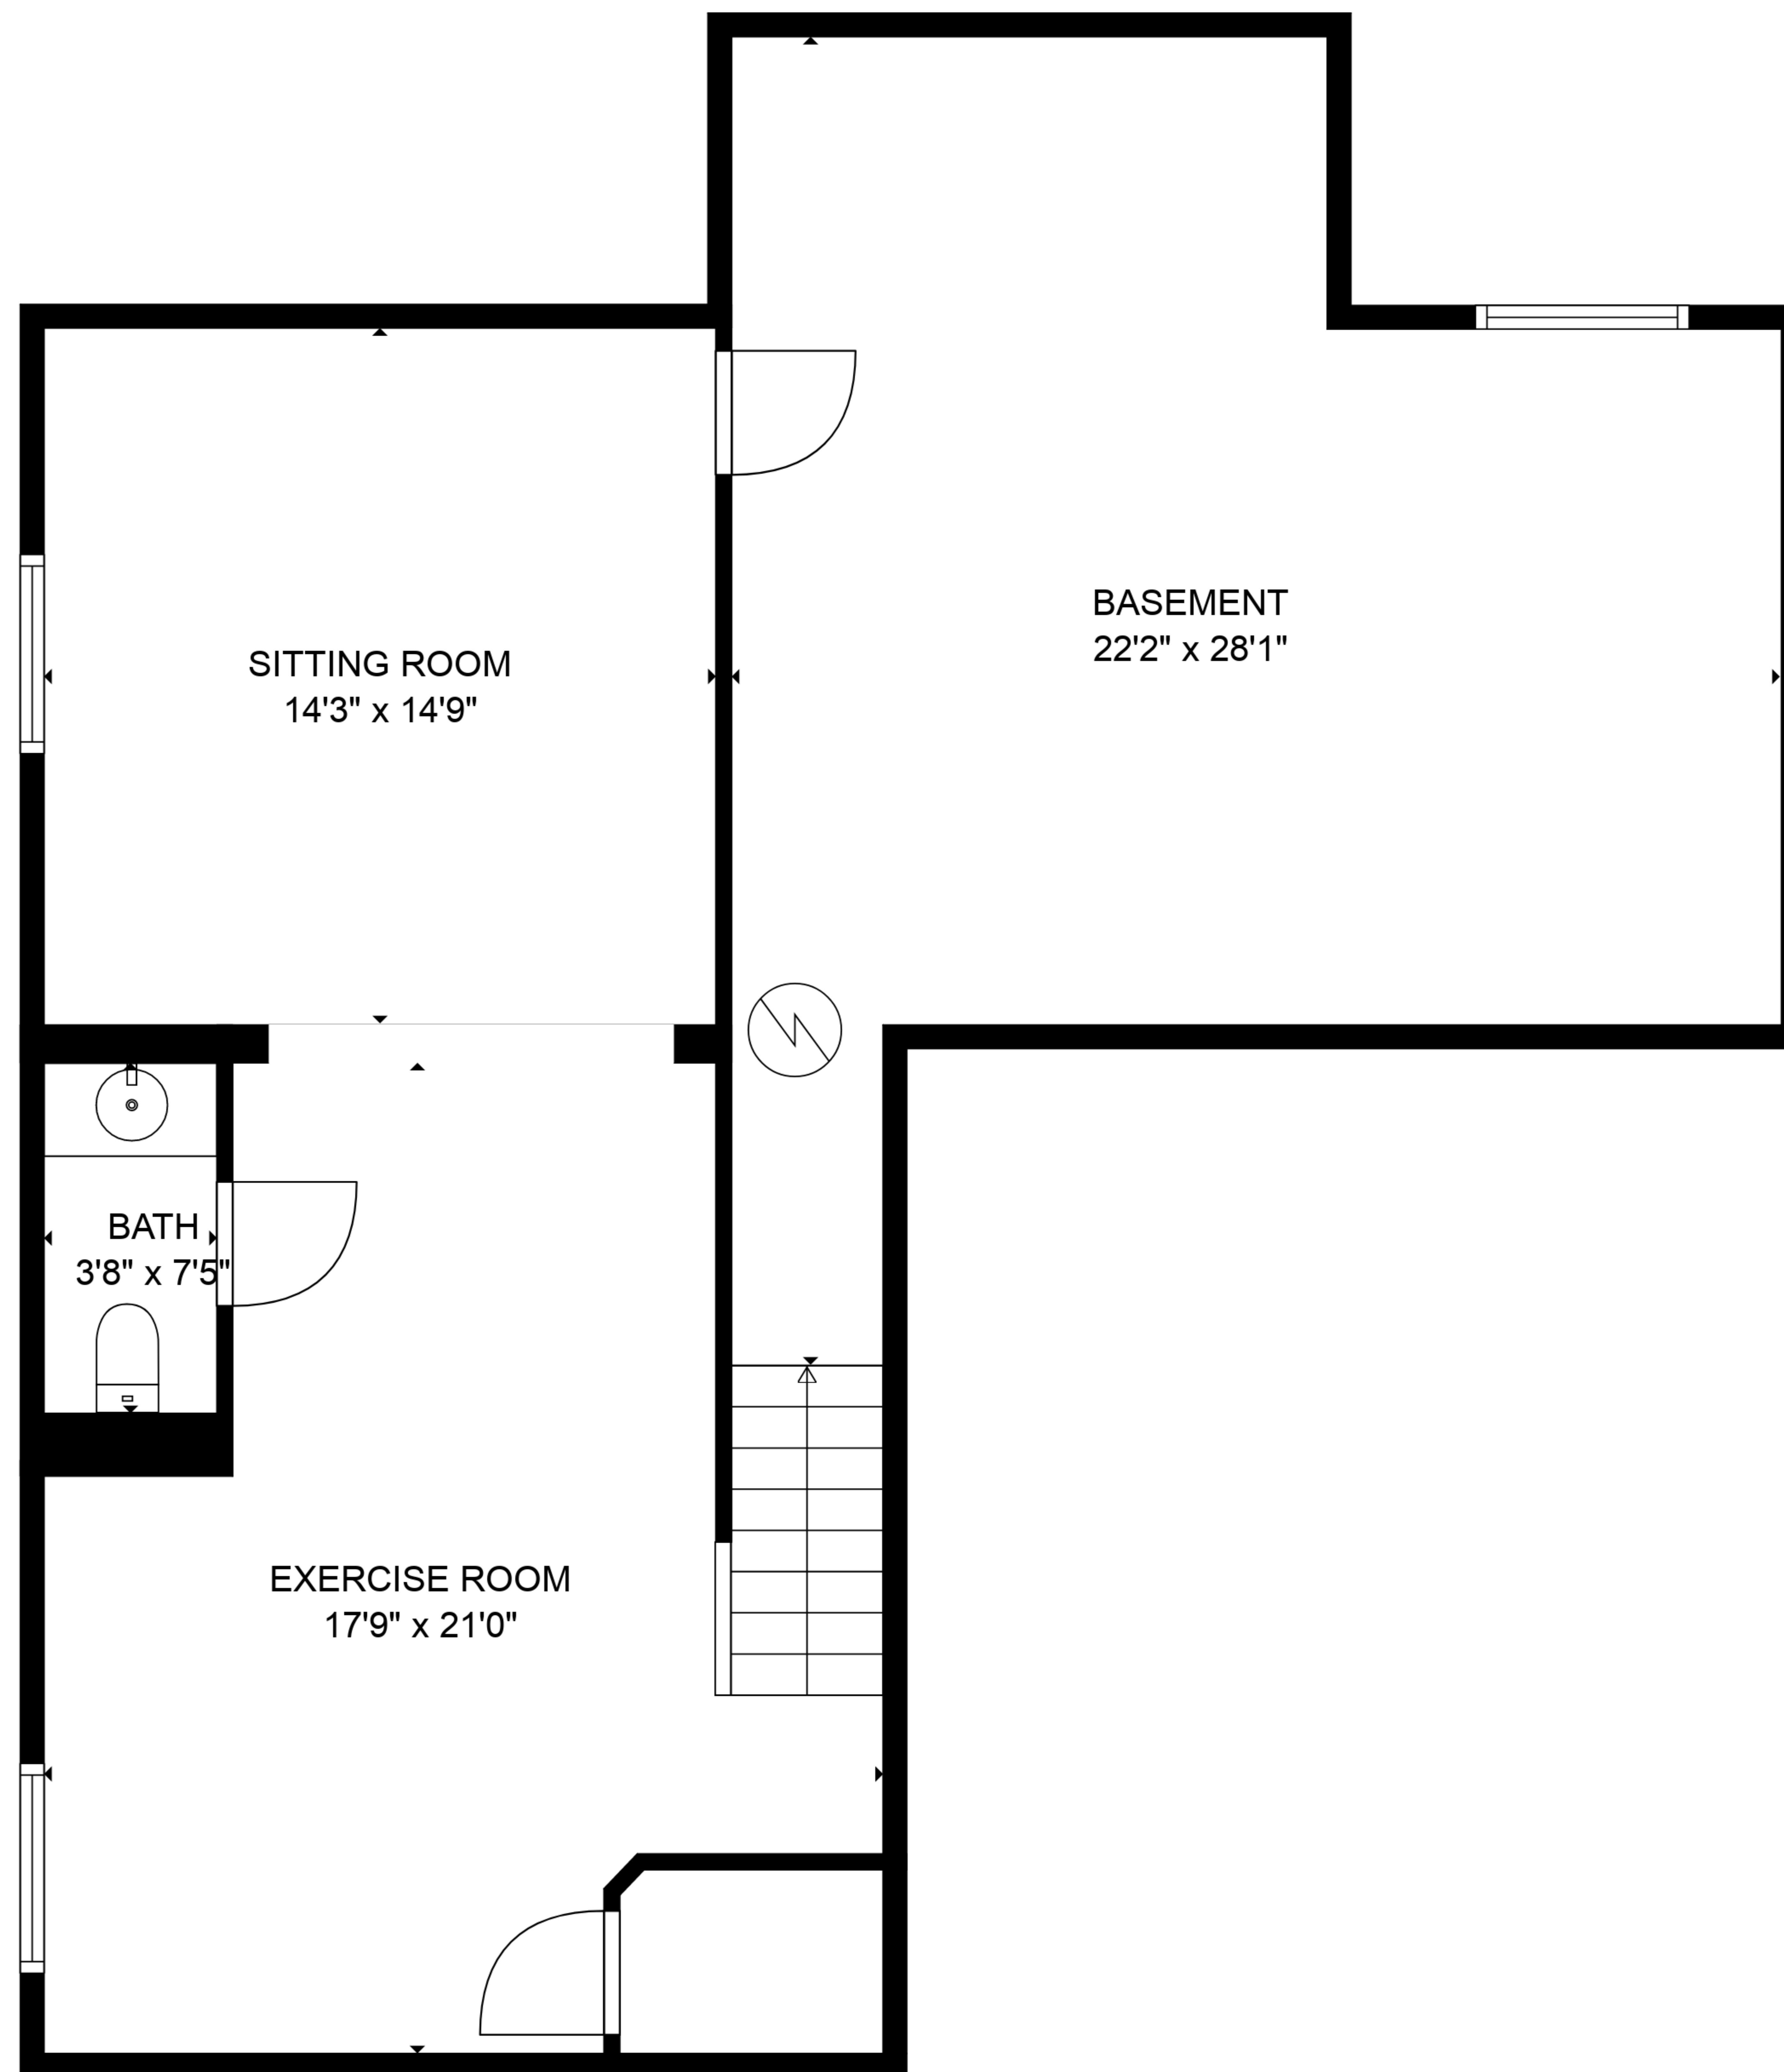 BASEMENT
22'2" x 28'1"
SITTING ROOM
14'3" x 14'9"
BATH
3'8" x 7'5"
EXERCISE ROOM
17'9" x 21'0"